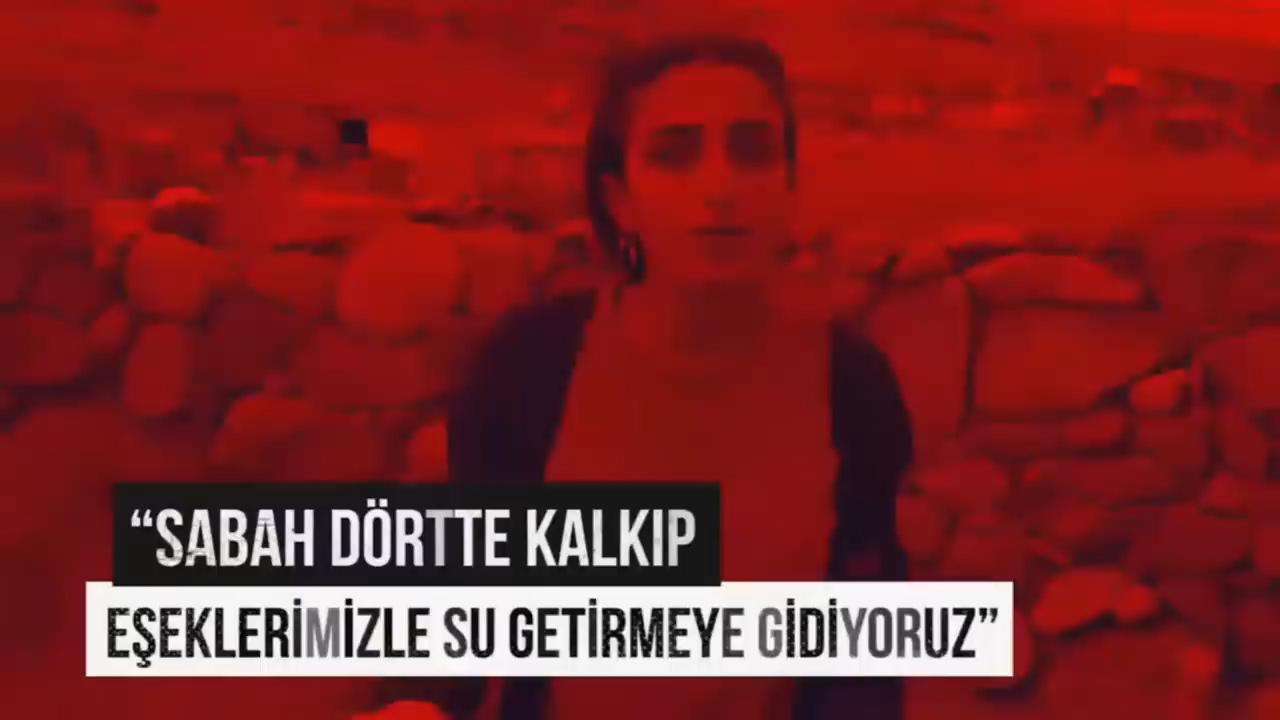 “SABAH DÖRTTE KALKIP
EŞEKLERİMİZLE SU GETİRMEYE GİDİYORUZ”